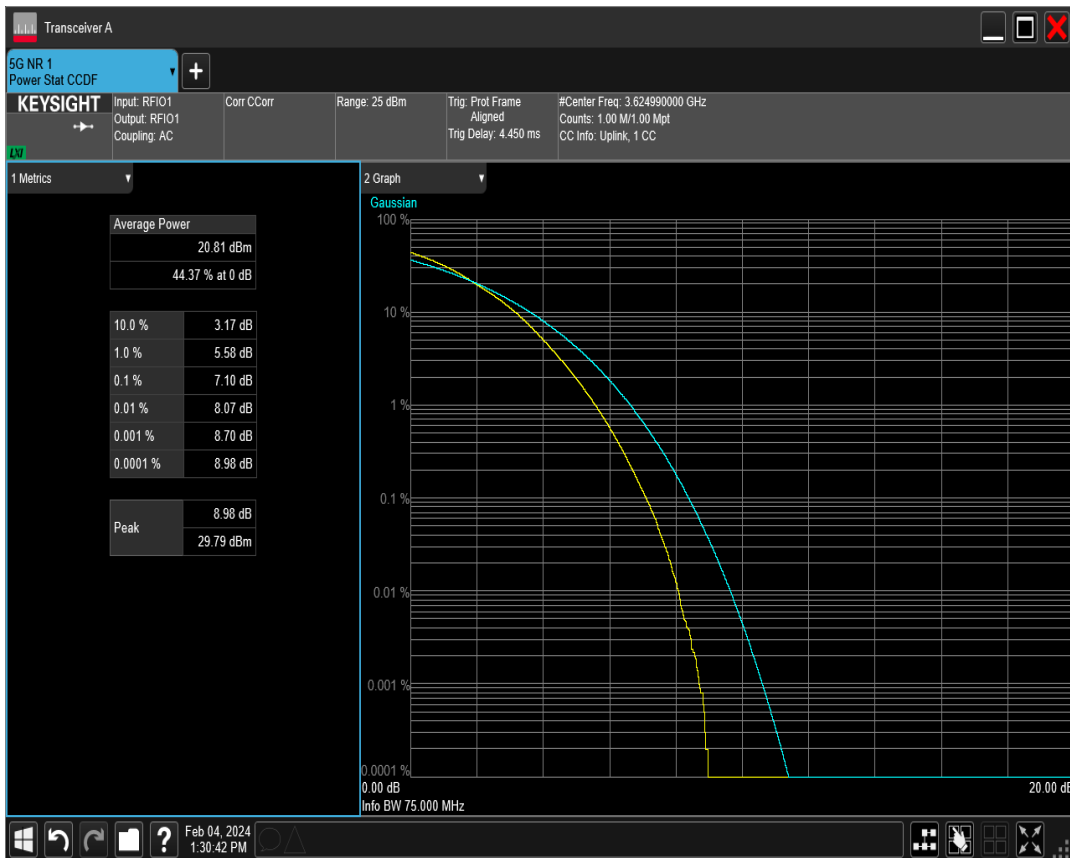 Transceiver A
5G NR 1
Power Stat CCDF
+
KEYSIGHT
LXI
Input: RFIO1
Output: RFIO1
Coupling: AC
Corr CCorr
Range: 25 dBm
Trig: Prot Frame
Aligned
Trig Delay: 4.450 ms
#Center Freq: 3.624990000 GHz
Counts: 1.00 M/1.00 Mpt
CC Info: Uplink, 1 CC
1 Metrics
Average Power
20.81 dBm
44.37 % at 0 dB
10.0 % 3.17 dB
1.0 % 5.58 dB
0.1 % 7.10 dB
0.01 % 8.07 dB
0.001 % 8.70 dB
0.0001 % 8.98 dB
Peak 8.98 dB
29.79 dBm
2 Graph
Gaussian
100 %
10 %
1 %
0.1 %
0.01 %
0.001 %
0.0001 %
0.00 dB 20.00 dB
Info BW 75.000 MHz
?
Feb 04, 2024
1:30:42 PM